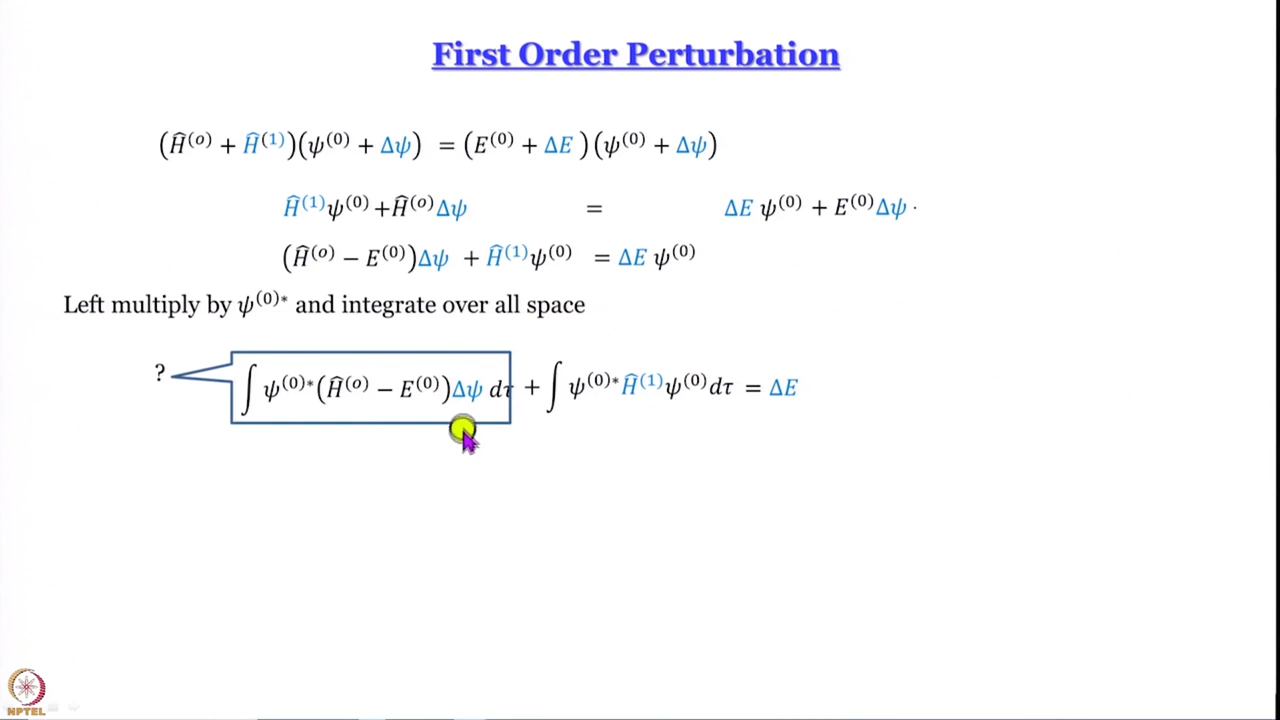 First Order Perturbation
(Ĥ⁽ᵒ⁾ + Ĥ⁽¹⁾)(ψ⁽⁰⁾ + Δψ) = (E⁽⁰⁾ + ΔE )(ψ⁽⁰⁾ + Δψ)
Ĥ⁽¹⁾ψ⁽⁰⁾ +Ĥ⁽ᵒ⁾Δψ = ΔE ψ⁽⁰⁾ + E⁽⁰⁾Δψ ·
(Ĥ⁽ᵒ⁾ − E⁽⁰⁾)Δψ + Ĥ⁽¹⁾ψ⁽⁰⁾ = ΔE ψ⁽⁰⁾
Left multiply by ψ⁽⁰⁾* and integrate over all space
? ∫ ψ⁽⁰⁾*(Ĥ⁽ᵒ⁾ − E⁽⁰⁾)Δψ dτ + ∫ ψ⁽⁰⁾*Ĥ⁽¹⁾ψ⁽⁰⁾dτ = ΔE
NPTEL